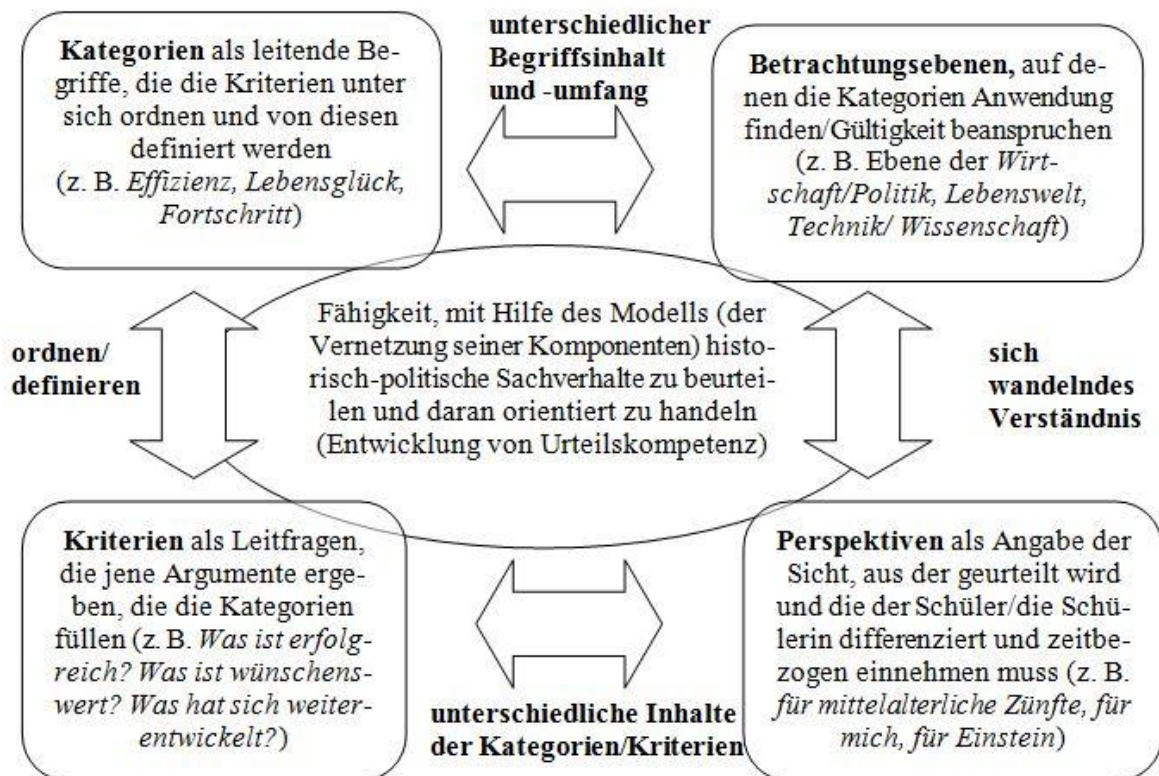 Kategorien als leitende Be-
griffe, die die Kriterien unter
sich ordnen und von diesen
definiert werden
(z. B. Effizienz, Lebensglück,
Fortschritt)
unterschiedlicher
Begriffsinhalt
und -umfang
Betrachtungsebenen, auf de-
nen die Kategorien Anwendung
finden/Gültigkeit beanspruchen
(z. B. Ebene der Wirt-
schaft/Politik, Lebenswelt,
Technik/ Wissenschaft)
ordnen/
definieren
Fähigkeit, mit Hilfe des Modells (der
Vernetzung seiner Komponenten) histo-
risch-politische Sachverhalte zu beurtei-
len und daran orientiert zu handeln
(Entwicklung von Urteilskompetenz)
sich
wandelndes
Verständnis
Kriterien als Leitfragen,
die jene Argumente erge-
ben, die die Kategorien
füllen (z. B. Was ist erfolg-
reich? Was ist wünschens-
wert? Was hat sich weiter-
entwickelt?)
unterschiedliche Inhalte
der Kategorien/Kriterien
Perspektiven als Angabe der
Sicht, aus der geurteilt wird
und die der Schüler/die Schü-
lerin differenziert und zeitbe-
zogen einnehmen muss (z. B.
für mittelalterliche Zünfte, für
mich, für Einstein)